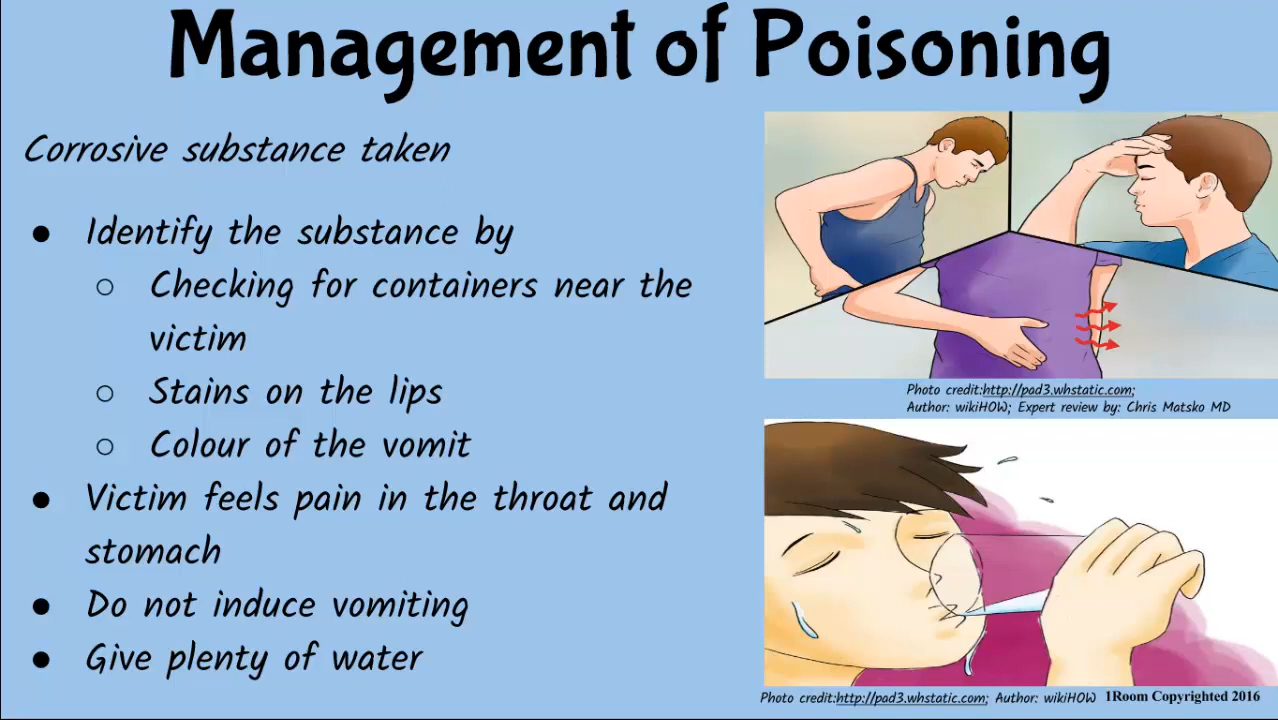 Management of Poisoning
Corrosive substance taken
● Identify the substance by
○ Checking for containers near the
victim
○ Stains on the lips
○ Colour of the vomit
● Victim feels pain in the throat and
stomach
● Do not induce vomiting
● Give plenty of water
Photo credit:http://pad3.whstatic.com;
Author: wikiHOW; Expert review by: Chris Matsko MD
Photo credit:http://pad3.whstatic.com; Author: wikiHOW
1Room Copyrighted 2016